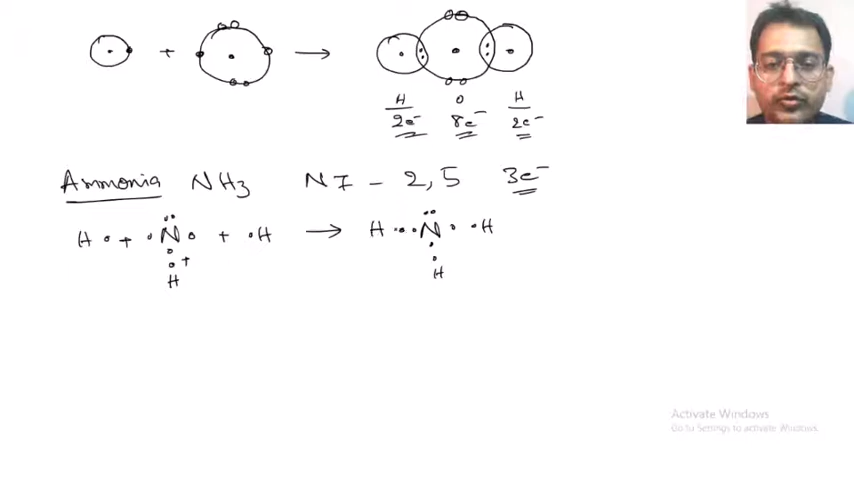 + →
H O H
2e⁻ 8e⁻ 2e⁻
Ammonia NH₃ N 7 – 2, 5 3e⁻
H · + · N · + · H → H ·· N · · H
+
H H
Activate Windows
Go to Settings to activate Windows.